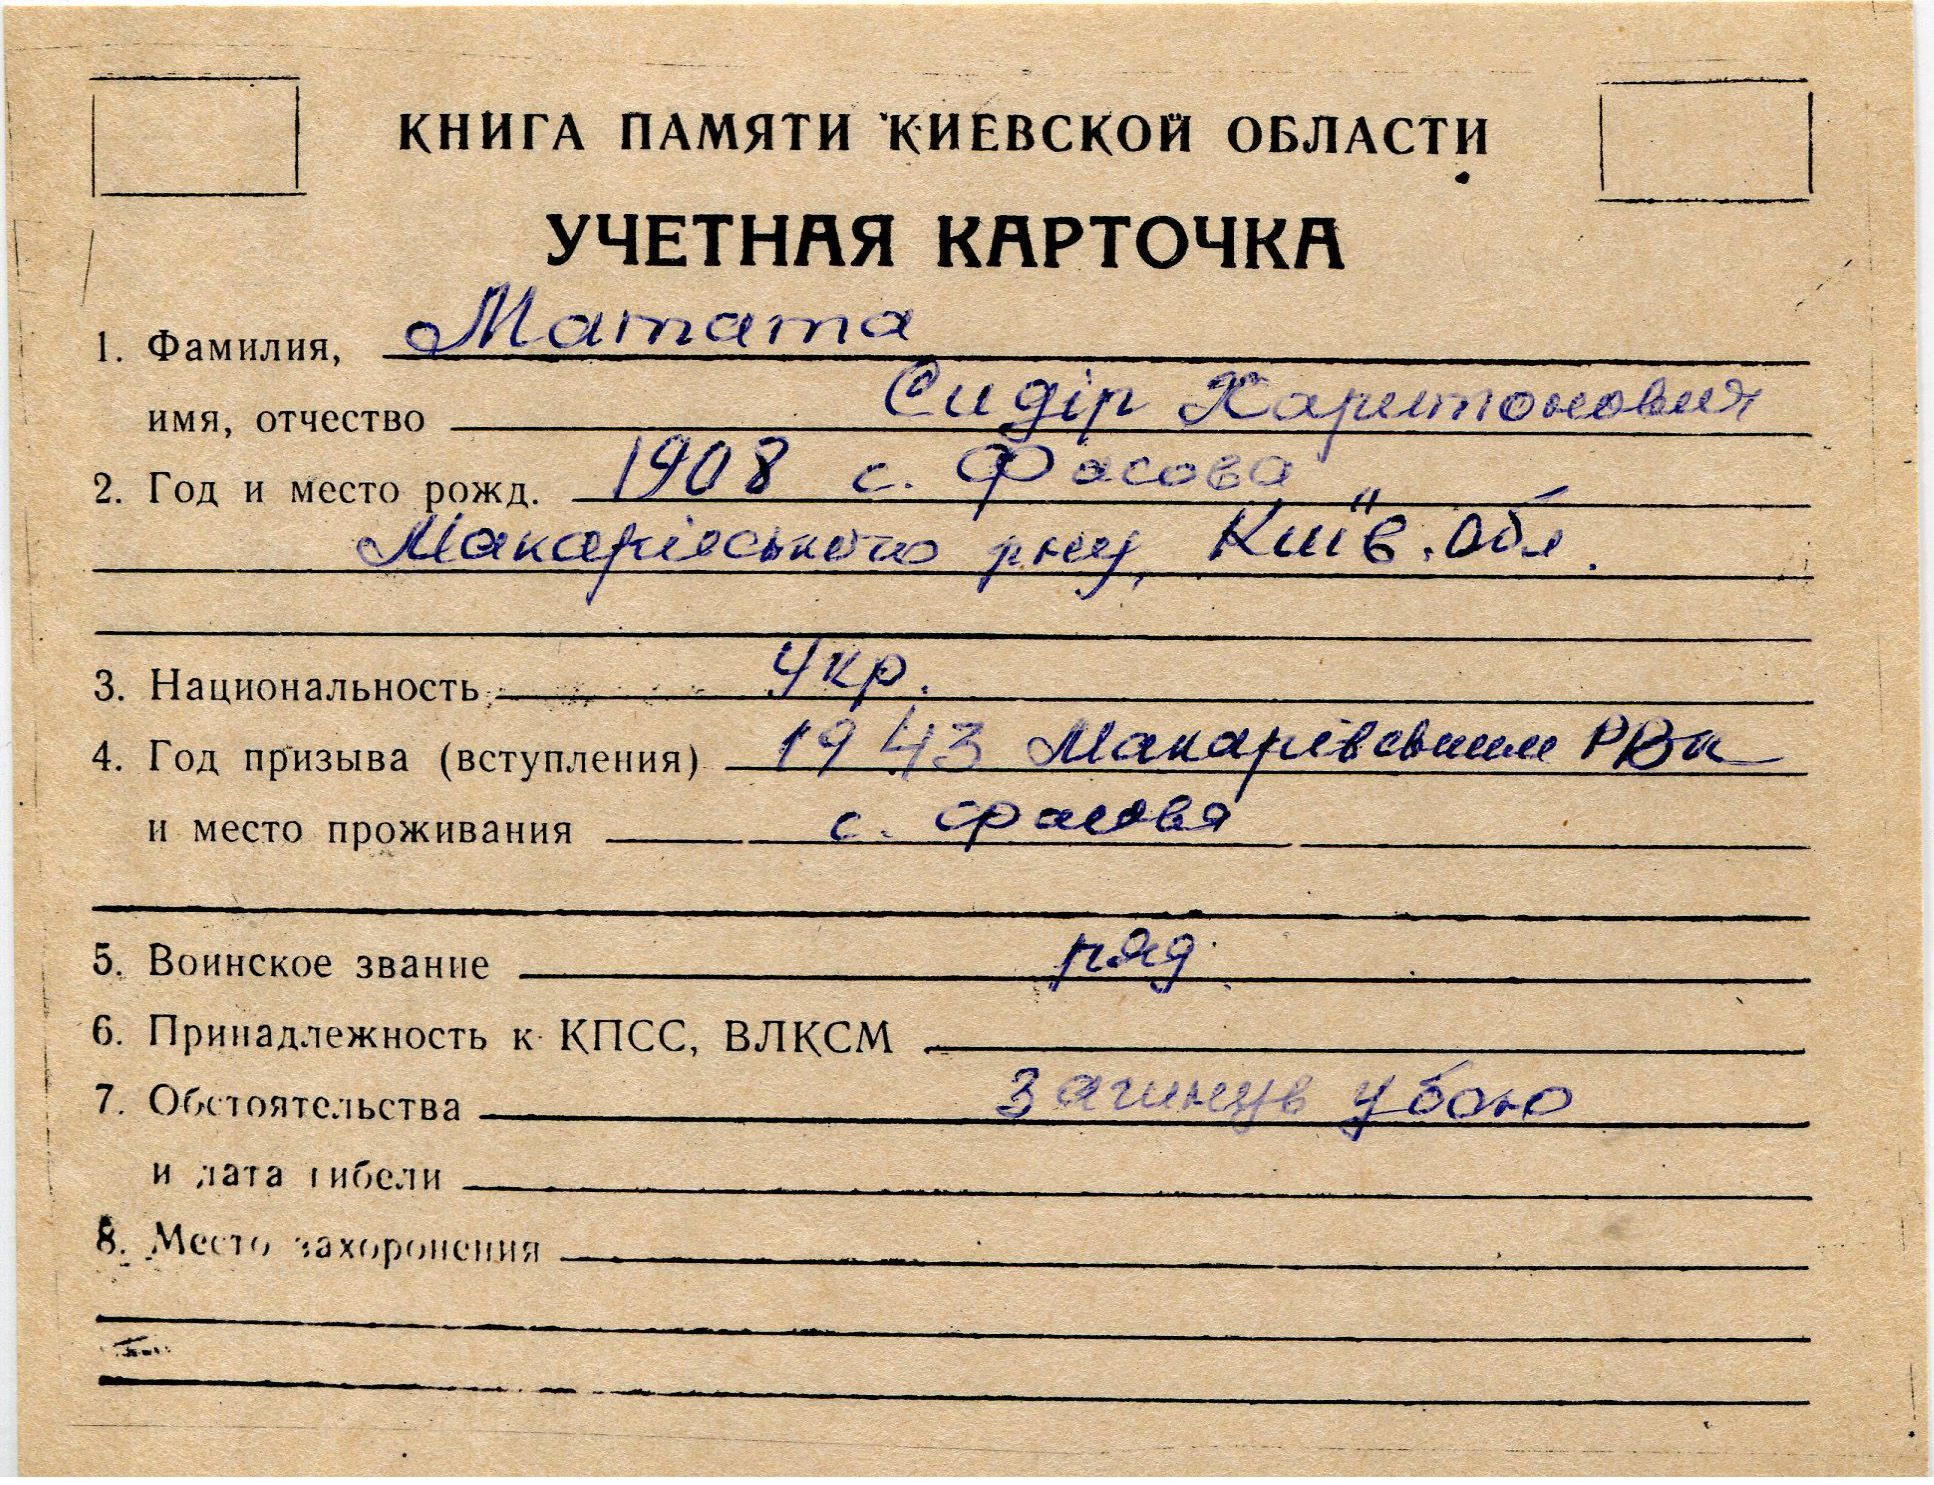 КНИГА ПАМЯТИ КИЕВСКОЙ ОБЛАСТИ
УЧЕТНАЯ КАРТОЧКА
1. Фамилия, Матата
имя, отчество Сидір Харитонович
2. Год и место рожд. 1908 с. Фасова
Макарівського р-ну, Київ. обл.
3. Национальность Укр.
4. Год призыва (вступления) 1943 Макарівським РВК
и место проживания с. Фасова
5. Воинское звание ряд.
6. Принадлежность к КПСС, ВЛКСМ
7. Обстоятельства Загинув у бою
и дата гибели
8. Место захоронения